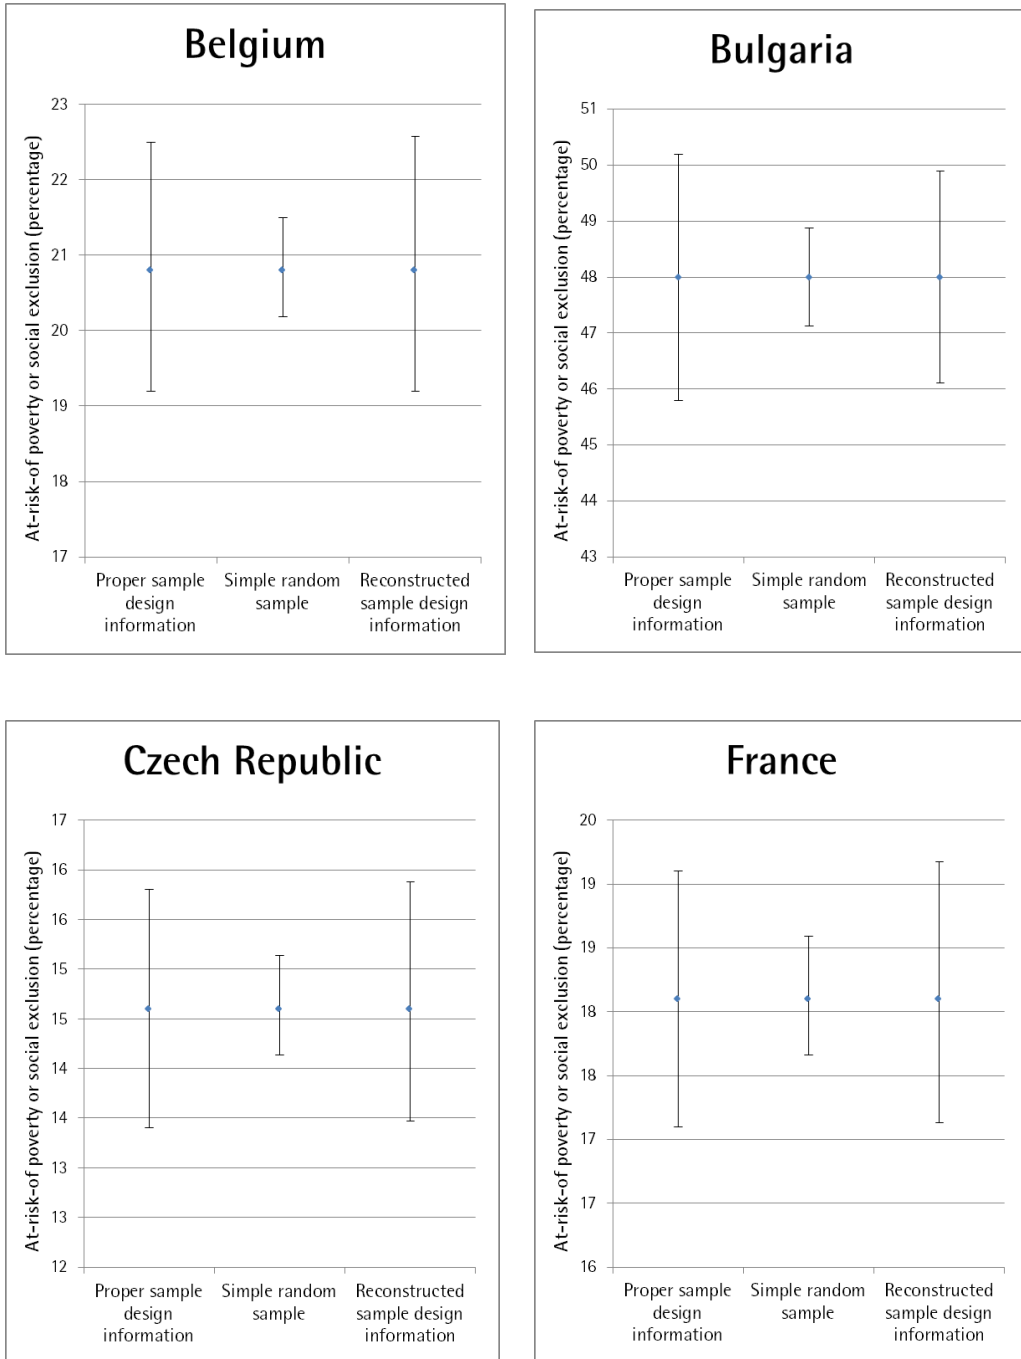 Belgium
At-risk-of poverty or social exclusion (percentage)
23
22
21
20
19
18
17
Proper sample
design
information
Simple random
sample
Reconstructed
sample design
information
Bulgaria
At-risk-of poverty or social exclusion (percentage)
51
50
49
48
47
46
45
44
43
Proper sample
design
information
Simple random
sample
Reconstructed
sample design
information
Czech Republic
At-risk-of poverty or social exclusion (percentage)
17
16
16
15
15
14
14
13
13
12
Proper sample
design
information
Simple random
sample
Reconstructed
sample design
information
France
At-risk-of poverty or social exclusion (percentage)
20
19
19
18
18
17
17
16
Proper sample
design
information
Simple random
sample
Reconstructed
sample design
information